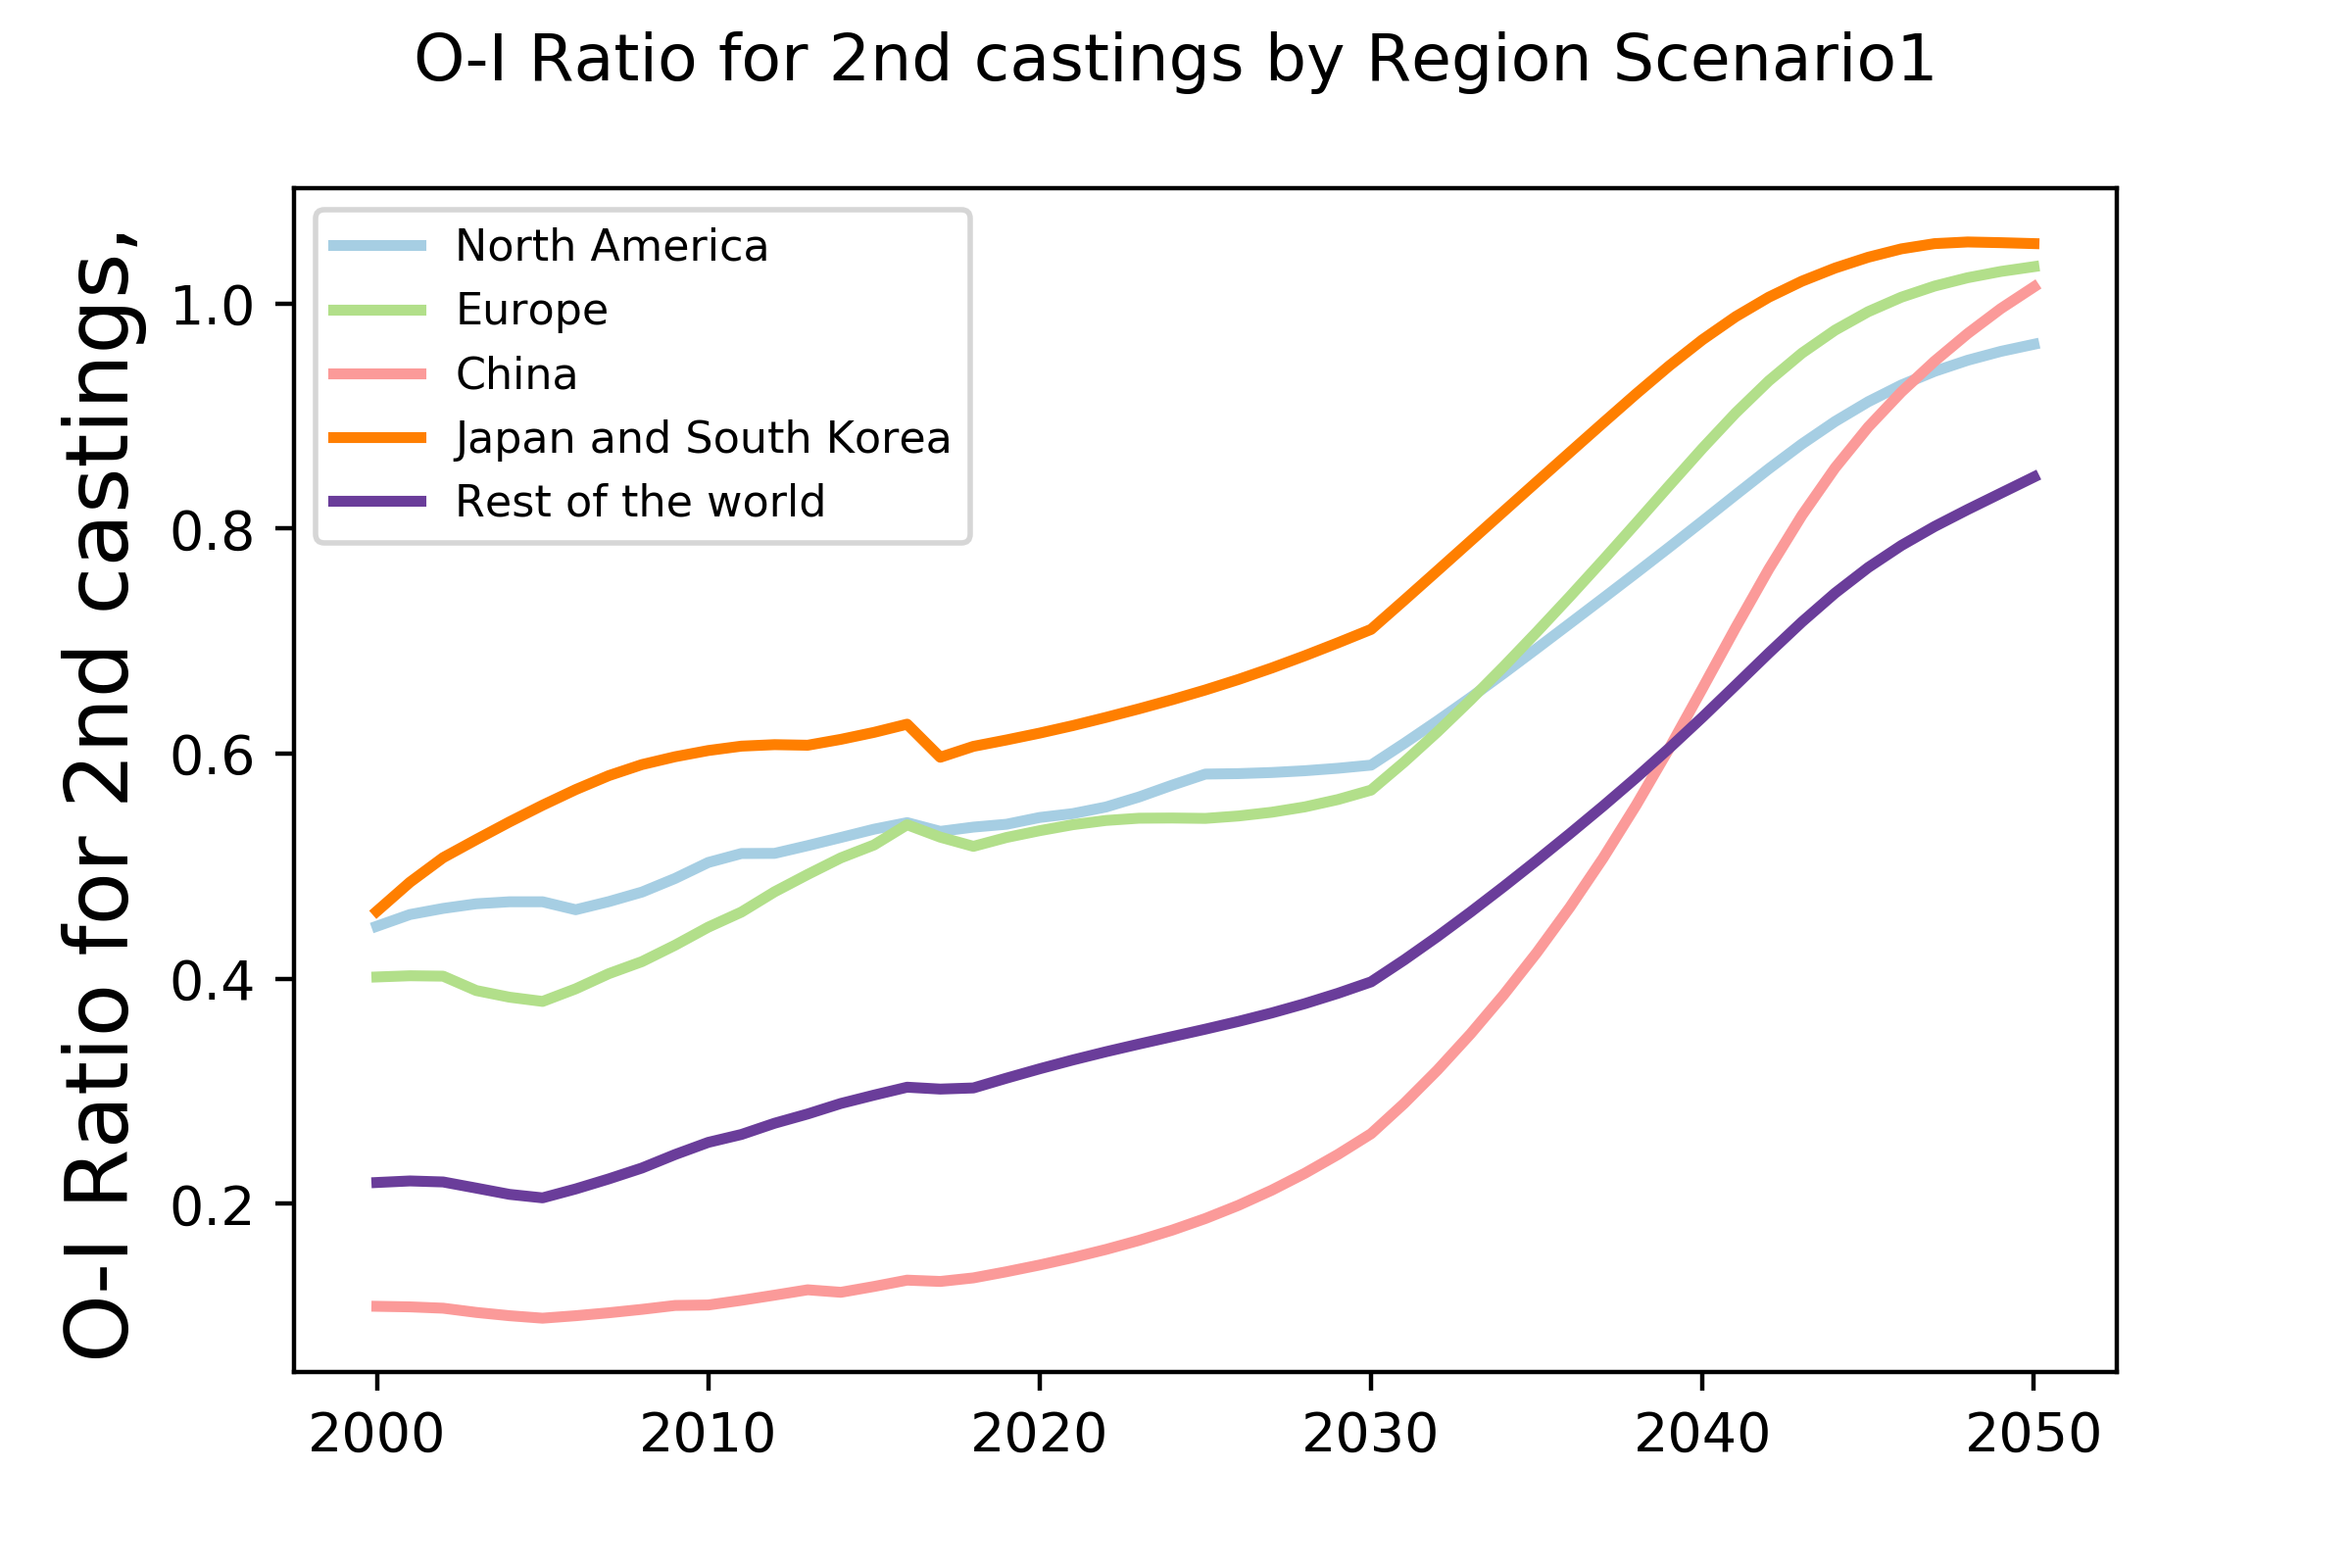 O-I Ratio for 2nd castings by Region Scenario1
O-I Ratio for 2nd castings,
1.0
0.8
0.6
0.4
0.2
North America
Europe
China
Japan and South Korea
Rest of the world
2000
2010
2020
2030
2040
2050